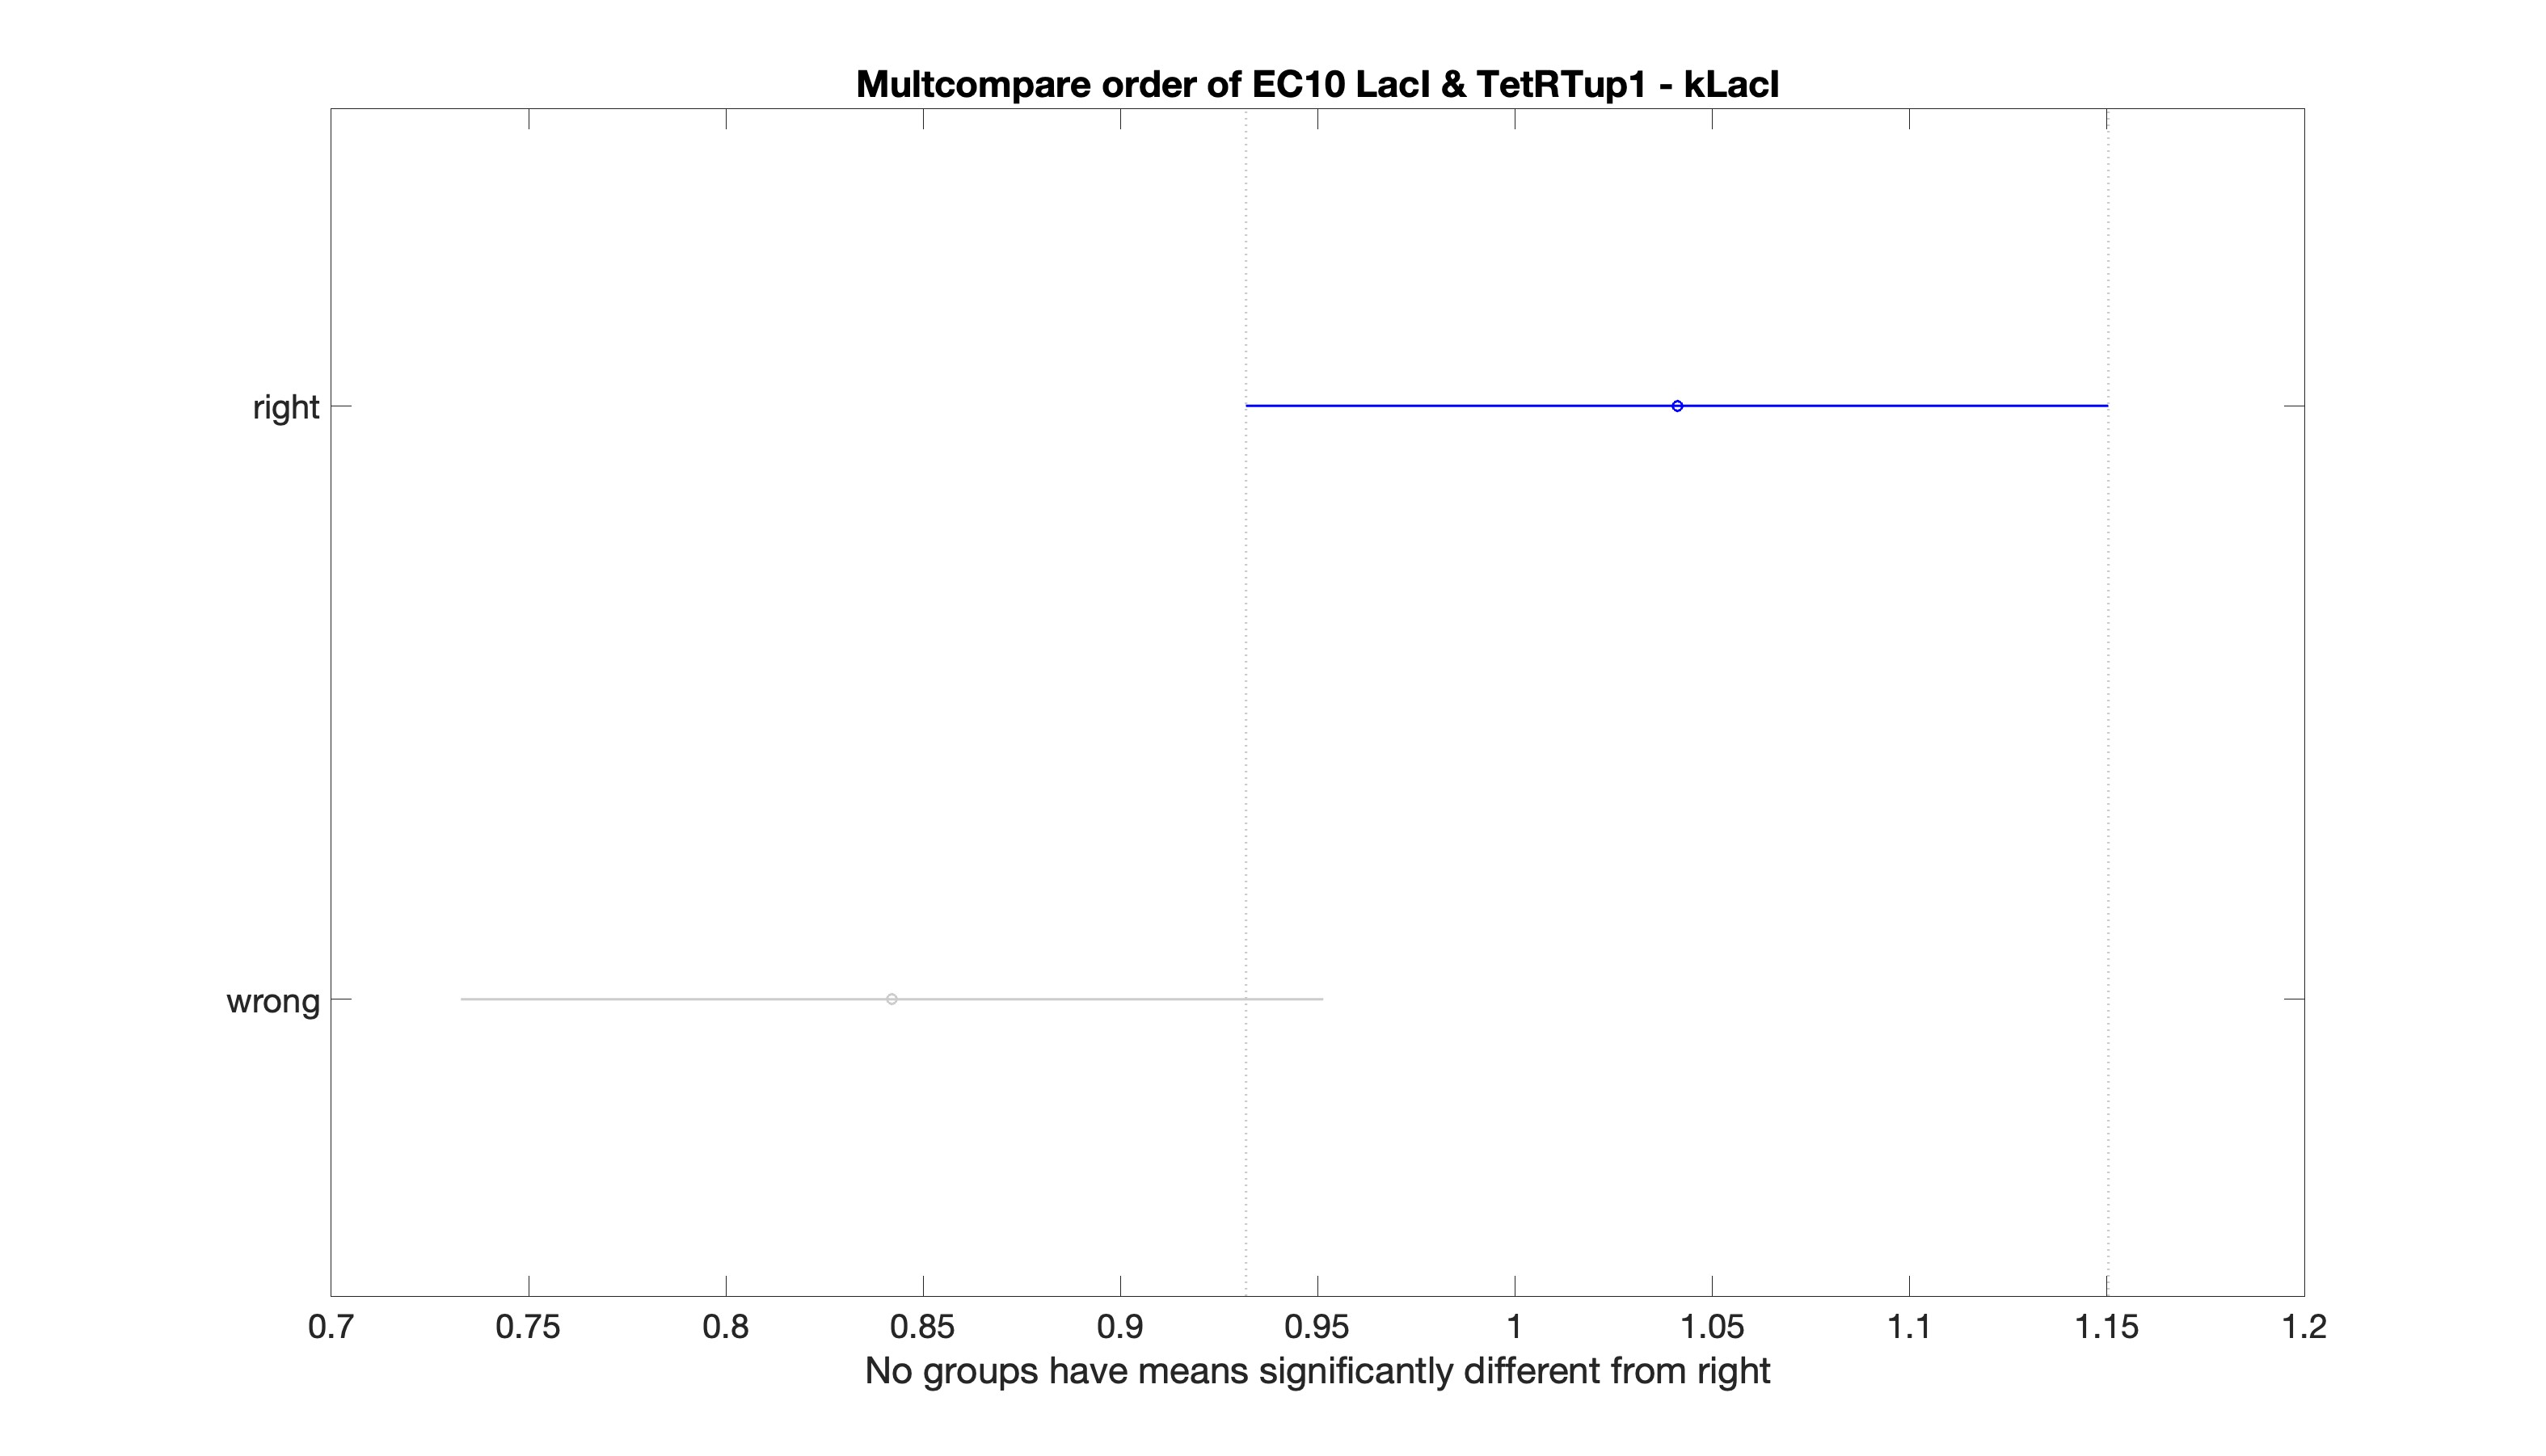 Multcompare order of EC10 LacI & TetRTup1 - kLacI
right
wrong
0.7 0.75 0.8 0.85 0.9 0.95 1 1.05 1.1 1.15 1.2
No groups have means significantly different from right